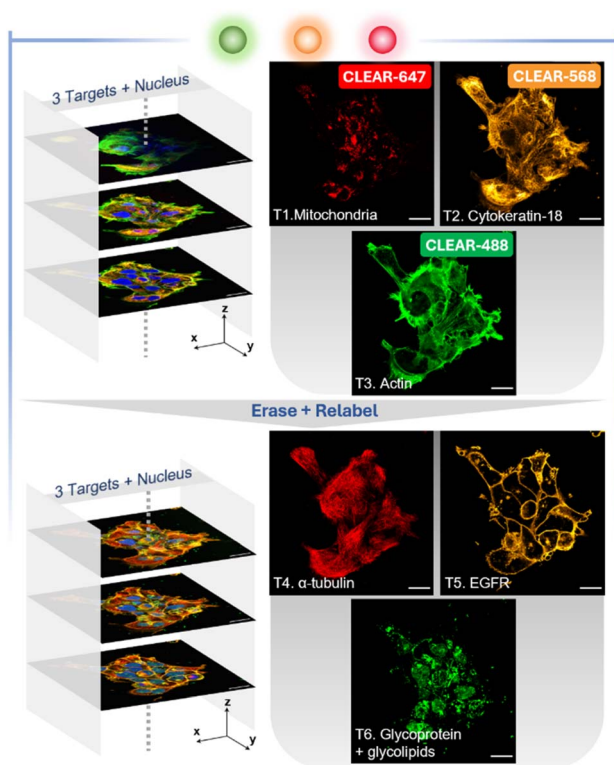 3 Targets + Nucleus
CLEAR-647
T1.Mitochondria
CLEAR-568
T2. Cytokeratin-18
CLEAR-488
T3. Actin
z
x
y
Erase + Relabel
3 Targets + Nucleus
T4. α-tubulin
T5. EGFR
T6. Glycoprotein
+ glycolipids
z
x
y